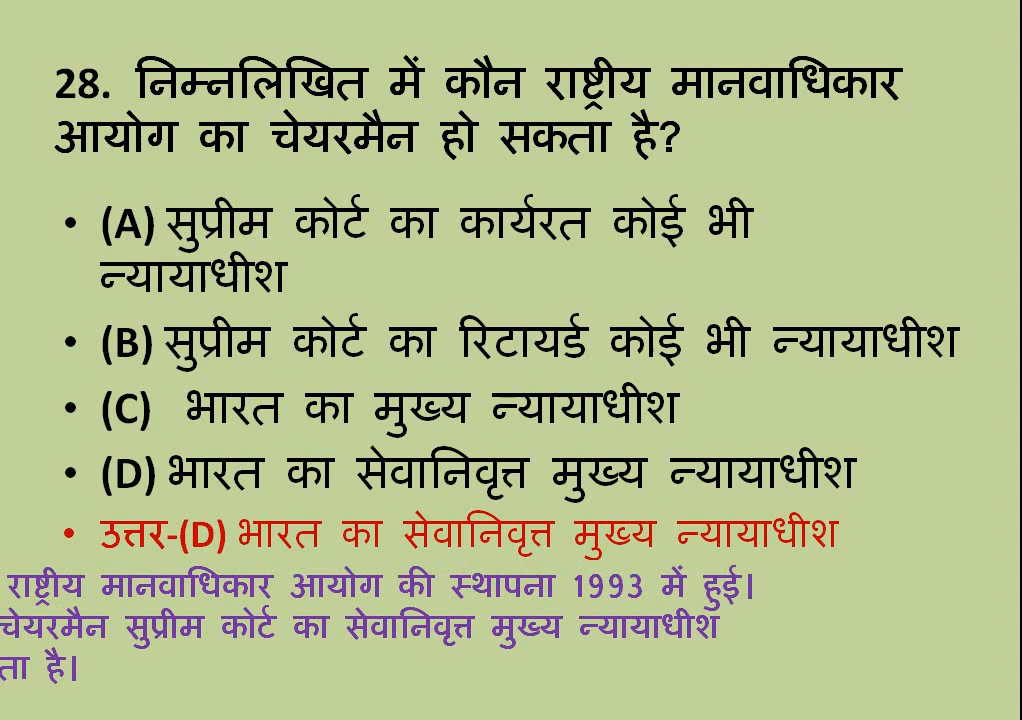 28. निम्नलिखित में कौन राष्ट्रीय मानवाधिकार
आयोग का चेयरमैन हो सकता है?
• (A) सुप्रीम कोर्ट का कार्यरत कोई भी
न्यायाधीश
• (B) सुप्रीम कोर्ट का रिटायर्ड कोई भी न्यायाधीश
• (C) भारत का मुख्य न्यायाधीश
• (D) भारत का सेवानिवृत्त मुख्य न्यायाधीश
• उत्तर-(D) भारत का सेवानिवृत्त मुख्य न्यायाधीश
राष्ट्रीय मानवाधिकार आयोग की स्थापना 1993 में हुई।
चेयरमैन सुप्रीम कोर्ट का सेवानिवृत्त मुख्य न्यायाधीश
ता है।